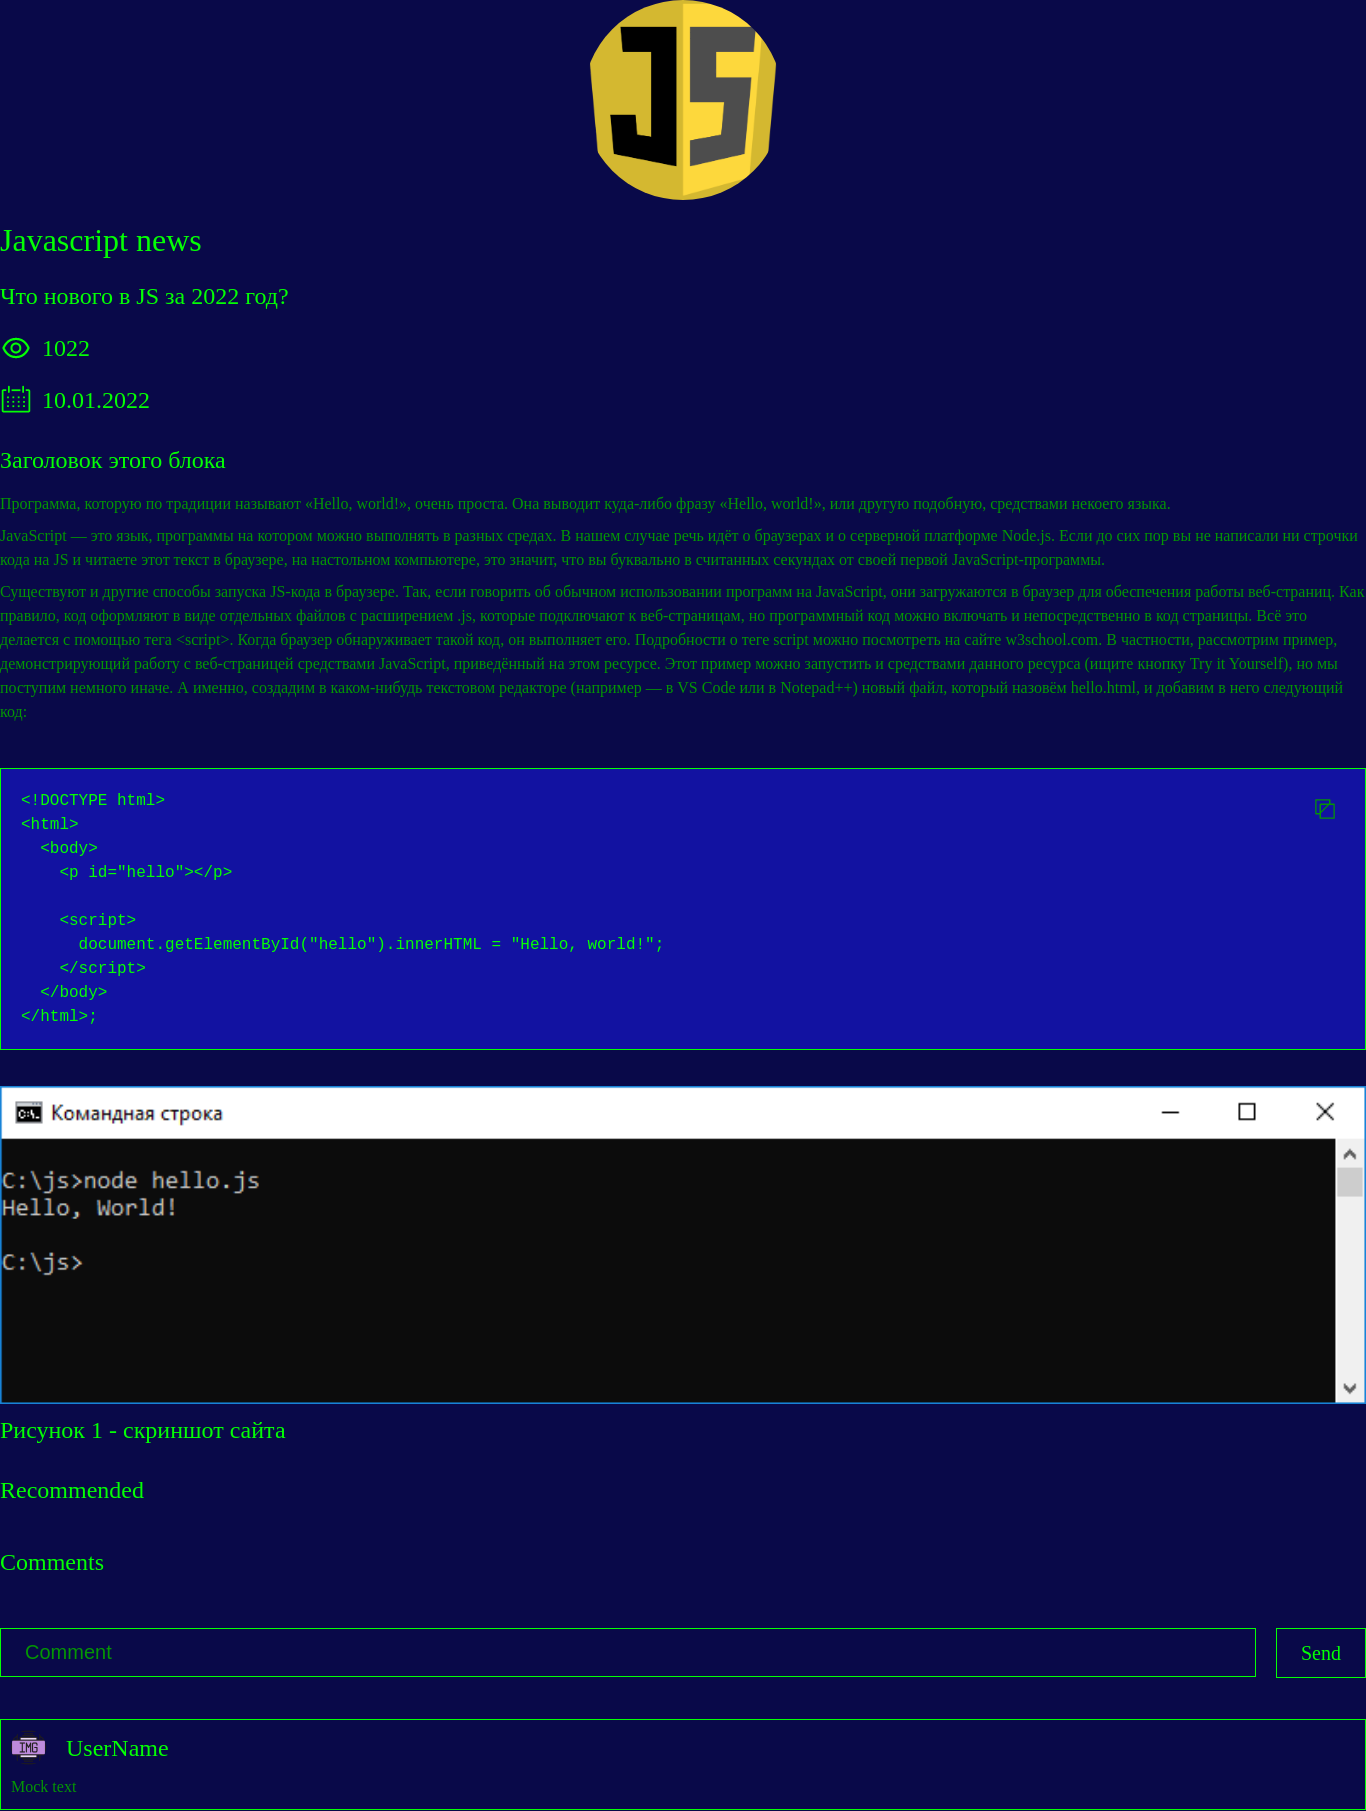 JS
Javascript news
Что нового в JS за 2022 год?
1022
10.01.2022
Заголовок этого блока
Программа, которую по традиции называют «Hello, world!», очень проста. Она выводит куда-либо фразу «Hello, world!», или другую подобную, средствами некоего языка.
JavaScript — это язык, программы на котором можно выполнять в разных средах. В нашем случае речь идёт о браузерах и о серверной платформе Node.js. Если до сих пор вы не написали ни строчки
кода на JS и читаете этот текст в браузере, на настольном компьютере, это значит, что вы буквально в считанных секундах от своей первой JavaScript-программы.
Существуют и другие способы запуска JS-кода в браузере. Так, если говорить об обычном использовании программ на JavaScript, они загружаются в браузер для обеспечения работы веб-страниц. Как
правило, код оформляют в виде отдельных файлов с расширением .js, которые подключают к веб-страницам, но программный код можно включать и непосредственно в код страницы. Всё это
делается с помощью тега <script>. Когда браузер обнаруживает такой код, он выполняет его. Подробности о теге script можно посмотреть на сайте w3school.com. В частности, рассмотрим пример,
демонстрирующий работу с веб-страницей средствами JavaScript, приведённый на этом ресурсе. Этот пример можно запустить и средствами данного ресурса (ищите кнопку Try it Yourself), но мы
поступим немного иначе. А именно, создадим в каком-нибудь текстовом редакторе (например — в VS Code или в Notepad++) новый файл, который назовём hello.html, и добавим в него следующий
код:
<!DOCTYPE html>
<html>
  <body>
    <p id="hello"></p>
    <script>
      document.getElementById("hello").innerHTML = "Hello, world!";
    </script>
  </body>
</html>;
C:\. Командная строка
C:\js>node hello.js
Hello, World!
C:\js>
Рисунок 1 - скриншот сайта
Recommended
Comments
Comment
Send
IMG UserName
Mock text